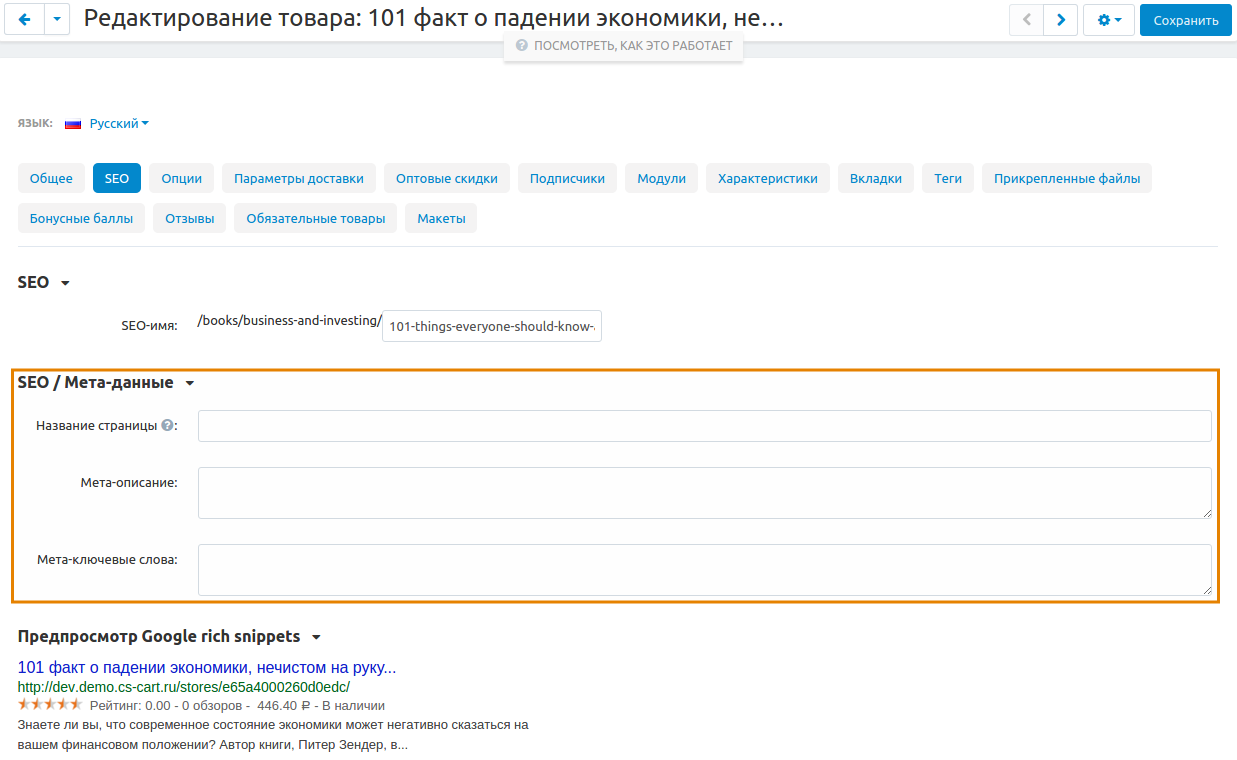 Редактирование товара: 101 факт о падении экономики, не...
Сохранить
ПОСМОТРЕТЬ, КАК ЭТО РАБОТАЕТ
ЯЗЫК: Русский
Общее SEO Опции Параметры доставки Оптовые скидки Подписчики Модули Характеристики Вкладки Теги Прикрепленные файлы
Бонусные баллы Отзывы Обязательные товары Макеты
SEO
SEO-имя: /books/business-and-investing/ 101-things-everyone-should-know-
SEO / Мета-данные
Название страницы ?:
Мета-описание:
Мета-ключевые слова:
Предпросмотр Google rich snippets
101 факт о падении экономики, нечистом на руку...
http://dev.demo.cs-cart.ru/stores/e65a4000260d0edc/
Рейтинг: 0.00 - 0 обзоров - 446.40 ₽ - В наличии
Знаете ли вы, что современное состояние экономики может негативно сказаться на
вашем финансовом положении? Автор книги, Питер Зендер, в...